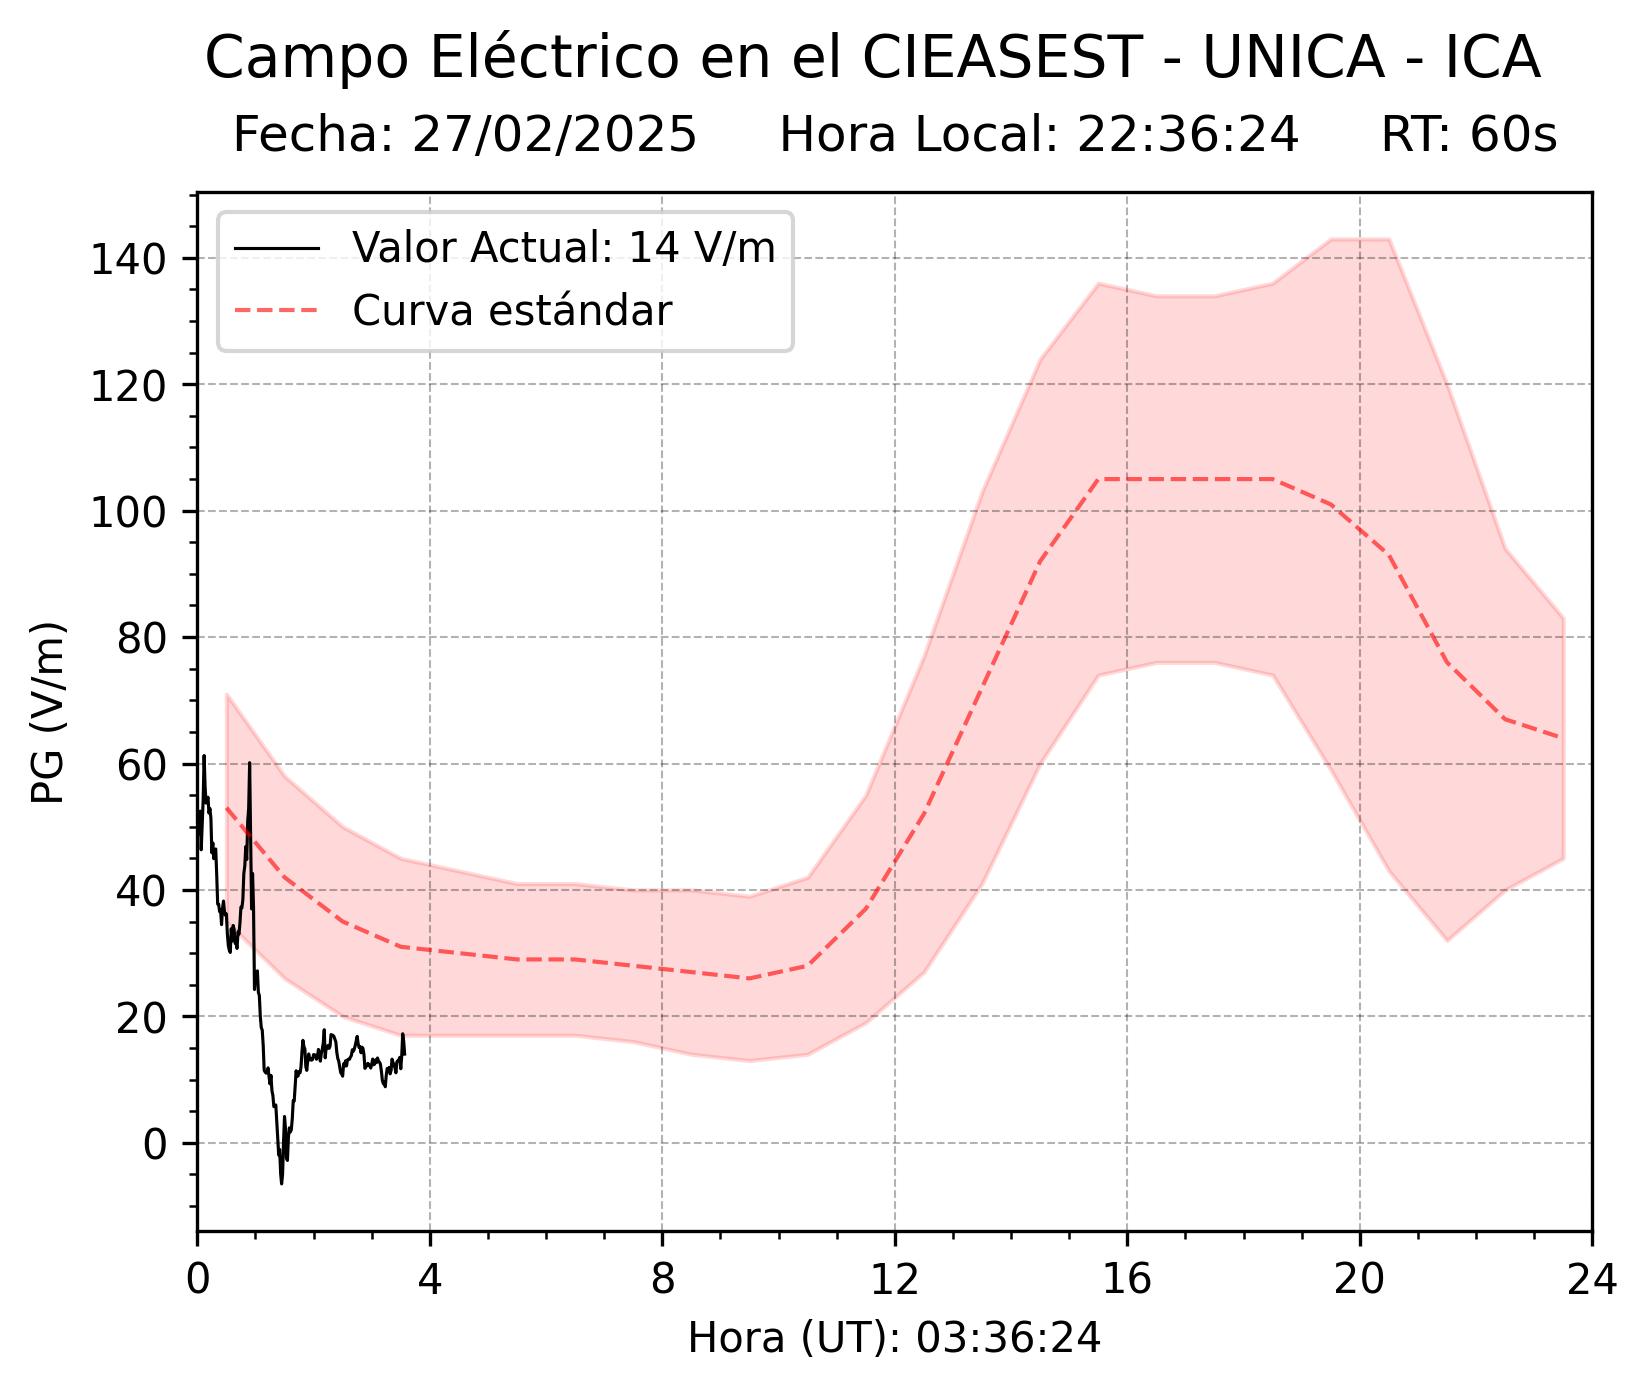 Campo Eléctrico en el CIEASEST - UNICA - ICA
Fecha: 27/02/2025 Hora Local: 22:36:24 RT: 60s
Valor Actual: 14 V/m
Curva estándar
140
120
100
80
60
40
20
0
PG (V/m)
0 4 8 12 16 20 24
Hora (UT): 03:36:24